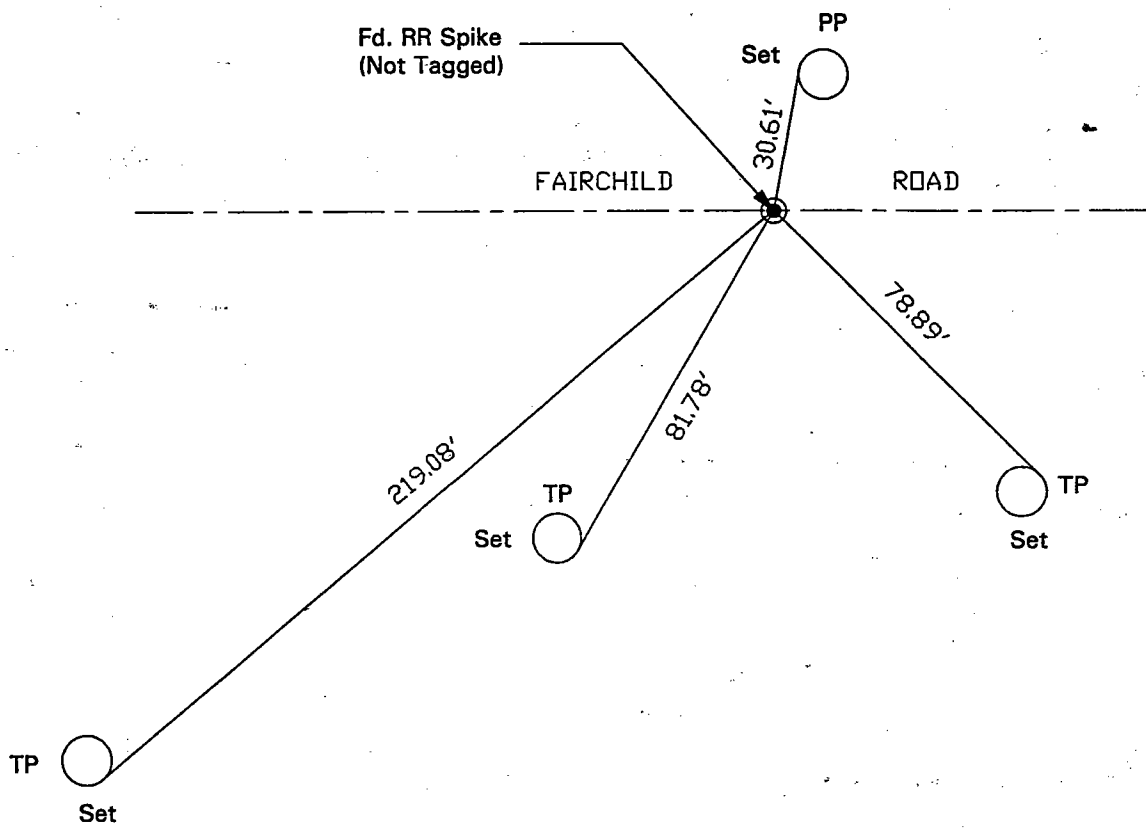 PP
Fd. RR Spike
(Not Tagged)
Set
30.61'
FAIRCHILD ROAD
78.89'
81.78'
219.08'
TP
Set
TP
Set
TP
Set